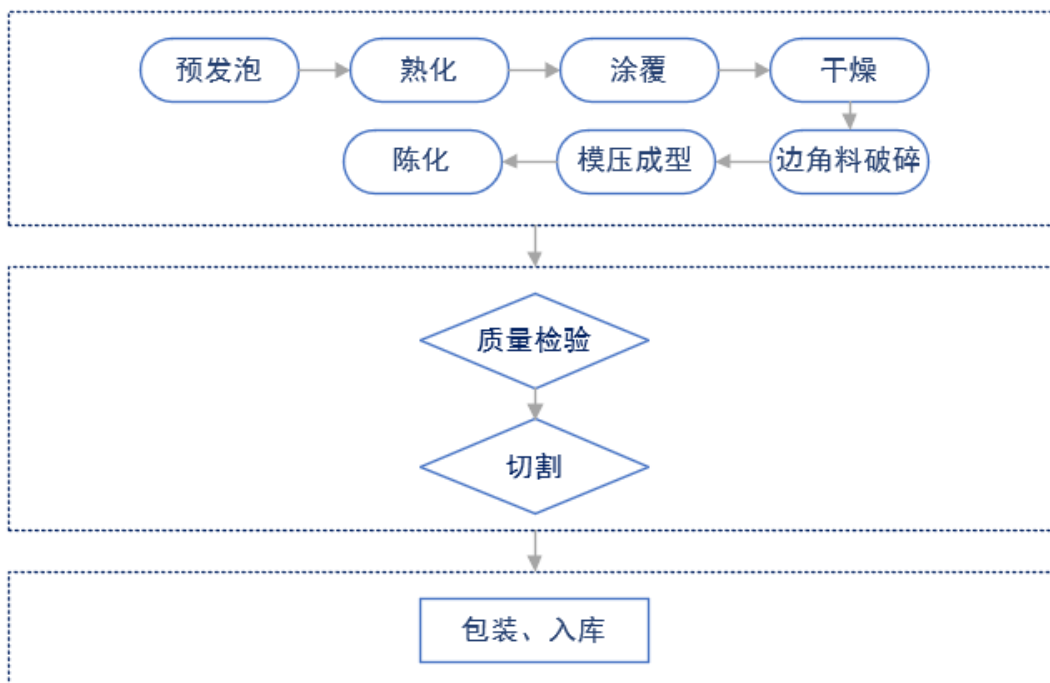 预发泡
熟化
涂覆
干燥
边角料破碎
模压成型
陈化
质量检验
切割
包装、入库